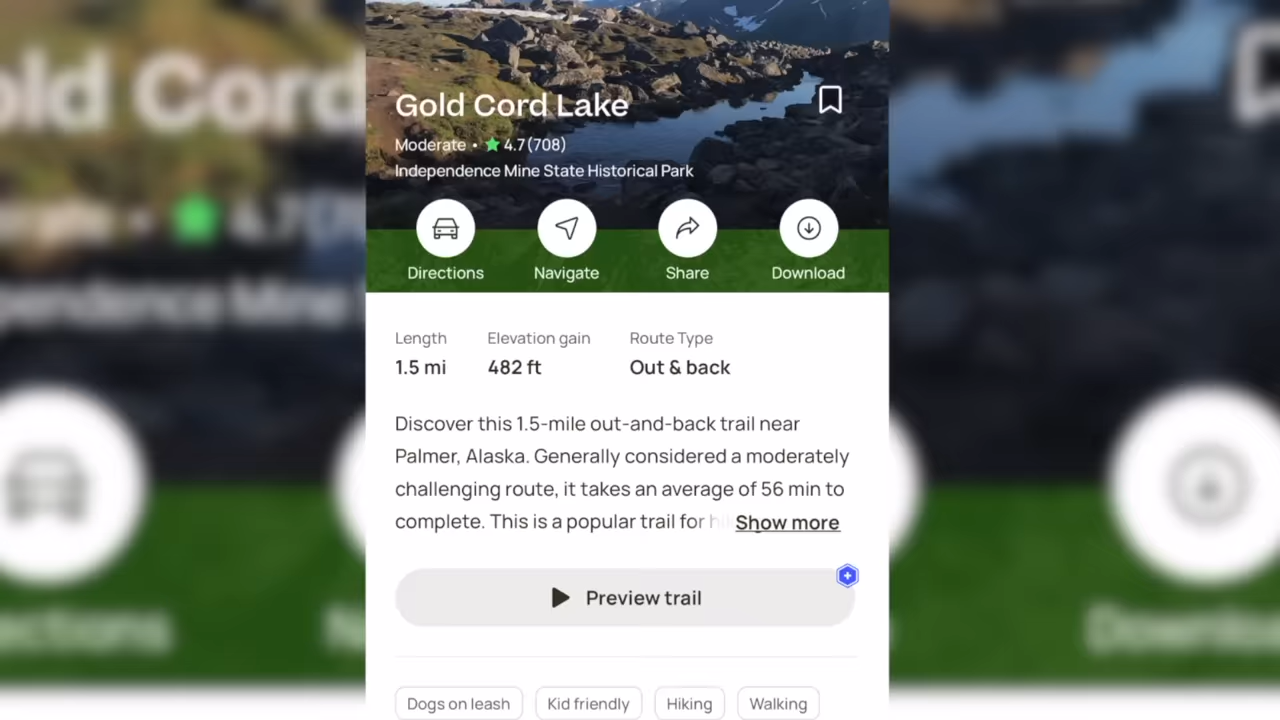 Gold Cord Lake
Moderate • ★ 4.7(708)
Independence Mine State Historical Park
Directions Navigate Share Download
Length Elevation gain Route Type
1.5 mi 482 ft Out & back
Discover this 1.5-mile out-and-back trail near
Palmer, Alaska. Generally considered a moderately
challenging route, it takes an average of 56 min to
complete. This is a popular trail for Show more
Preview trail
Dogs on leash Kid friendly Hiking Walking